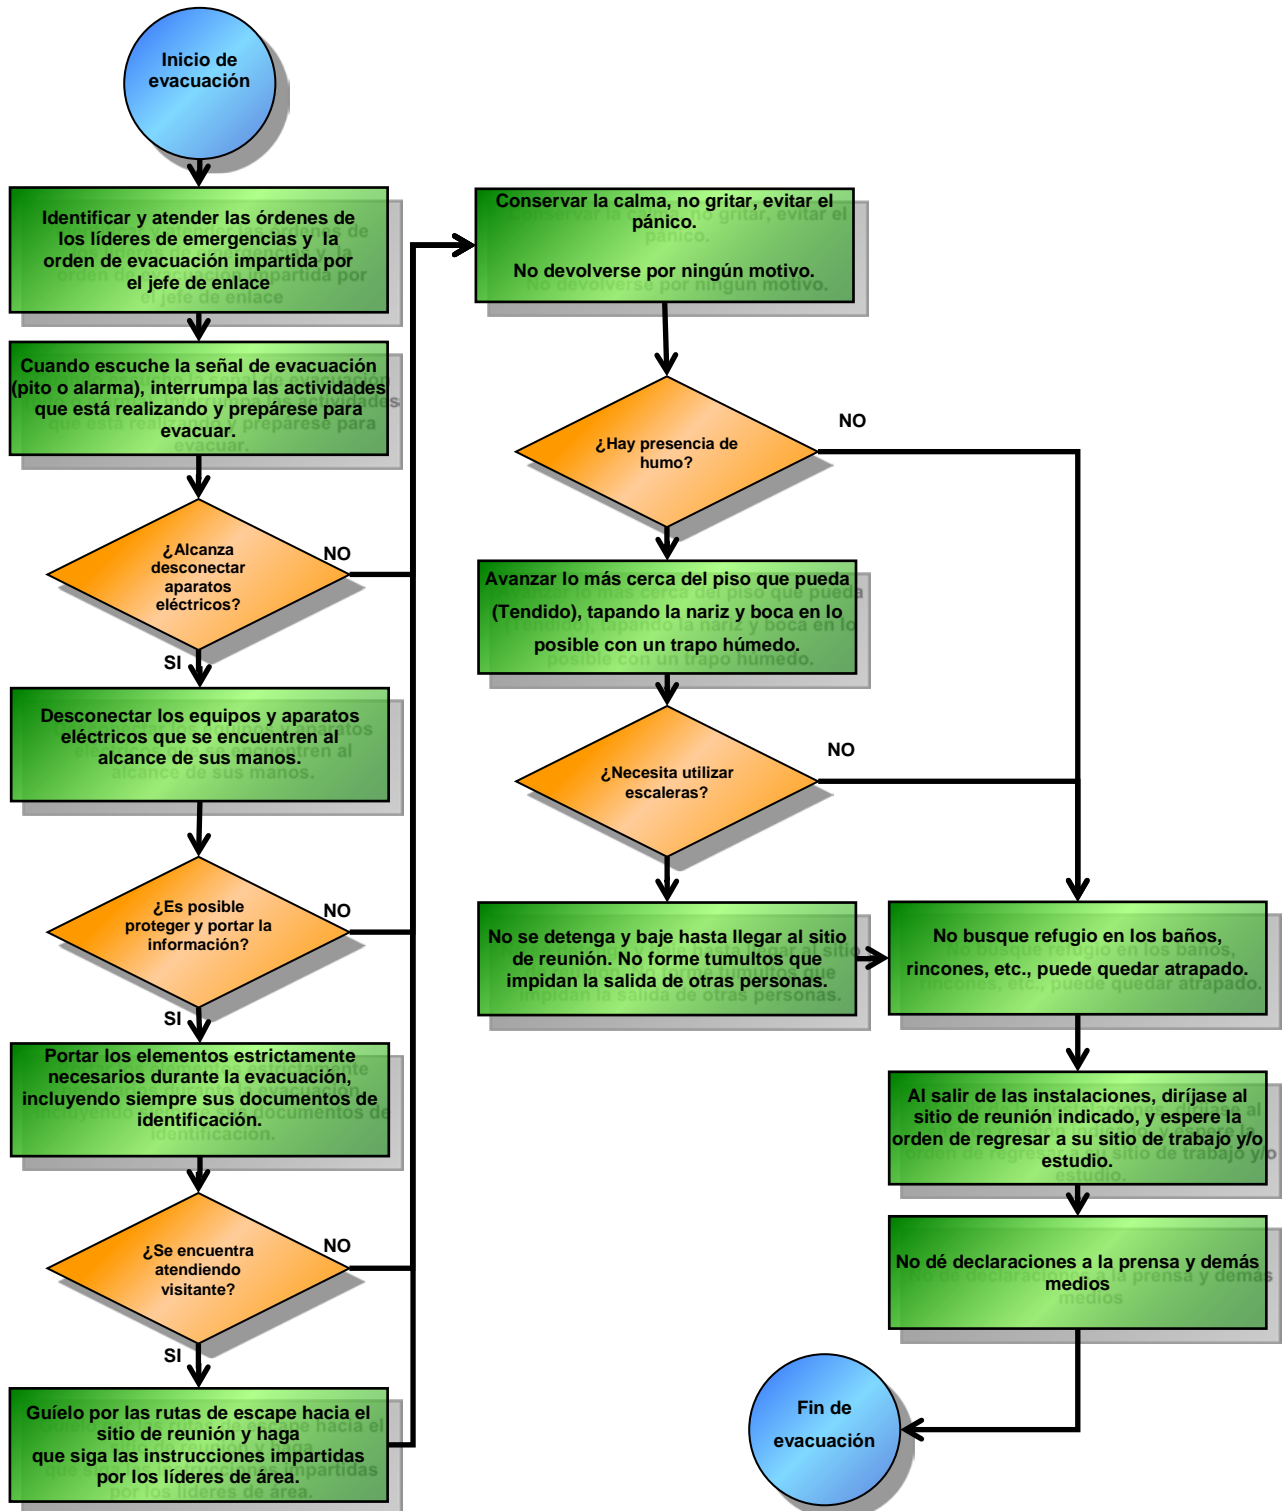 Inicio de
evacuación
Identificar y atender las órdenes de
los líderes de emergencias y  la
orden de evacuación impartida por
el jefe de enlace
Cuando escuche la señal de evacuación
(pito o alarma), interrumpa las actividades
que está realizando y prepárese para
evacuar.
¿Alcanza
desconectar
aparatos
eléctricos?
NO
SI
Desconectar los equipos y aparatos
eléctricos que se encuentren al
alcance de sus manos.
¿Es posible
proteger y portar la
información?
NO
SI
Portar los elementos estrictamente
necesarios durante la evacuación,
incluyendo siempre sus documentos de
identificación.
¿Se encuentra
atendiendo
visitante?
NO
SI
Guíelo por las rutas de escape hacia el
sitio de reunión y haga
que siga las instrucciones impartidas
por los líderes de área.
Conservar la calma, no gritar, evitar el
pánico.
No devolverse por ningún motivo.
¿Hay presencia de
humo?
NO
Avanzar lo más cerca del piso que pueda
(Tendido), tapando la nariz y boca en lo
posible con un trapo húmedo.
¿Necesita utilizar
escaleras?
NO
No se detenga y baje hasta llegar al sitio
de reunión. No forme tumultos que
impidan la salida de otras personas.
No busque refugio en los baños,
rincones, etc., puede quedar atrapado.
Al salir de las instalaciones, diríjase al
sitio de reunión indicado, y espere la
orden de regresar a su sitio de trabajo y/o
estudio.
No dé declaraciones a la prensa y demás
medios
Fin de
evacuación